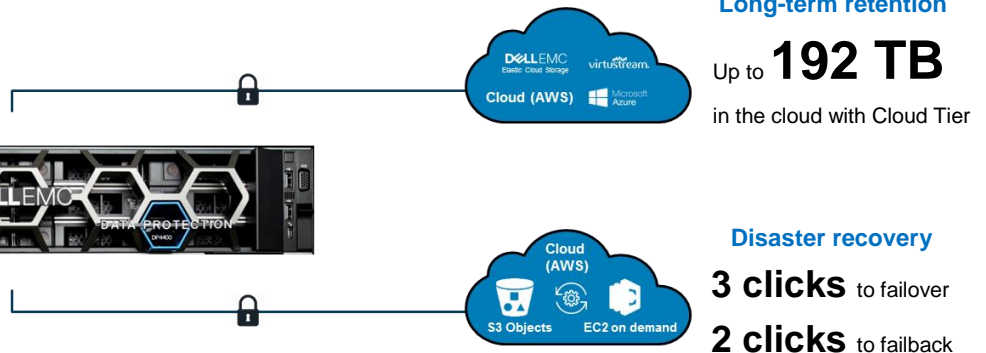 Long-term retention
DELLEMC
Elastic Cloud Storage
virtustream.
Cloud (AWS)
Microsoft
Azure
Up to 192 TB
in the cloud with Cloud Tier
LLEMC
DATA PROTECTION
DP4400
Cloud
(AWS)
S3 Objects
EC2 on demand
Disaster recovery
3 clicks to failover
2 clicks to failback